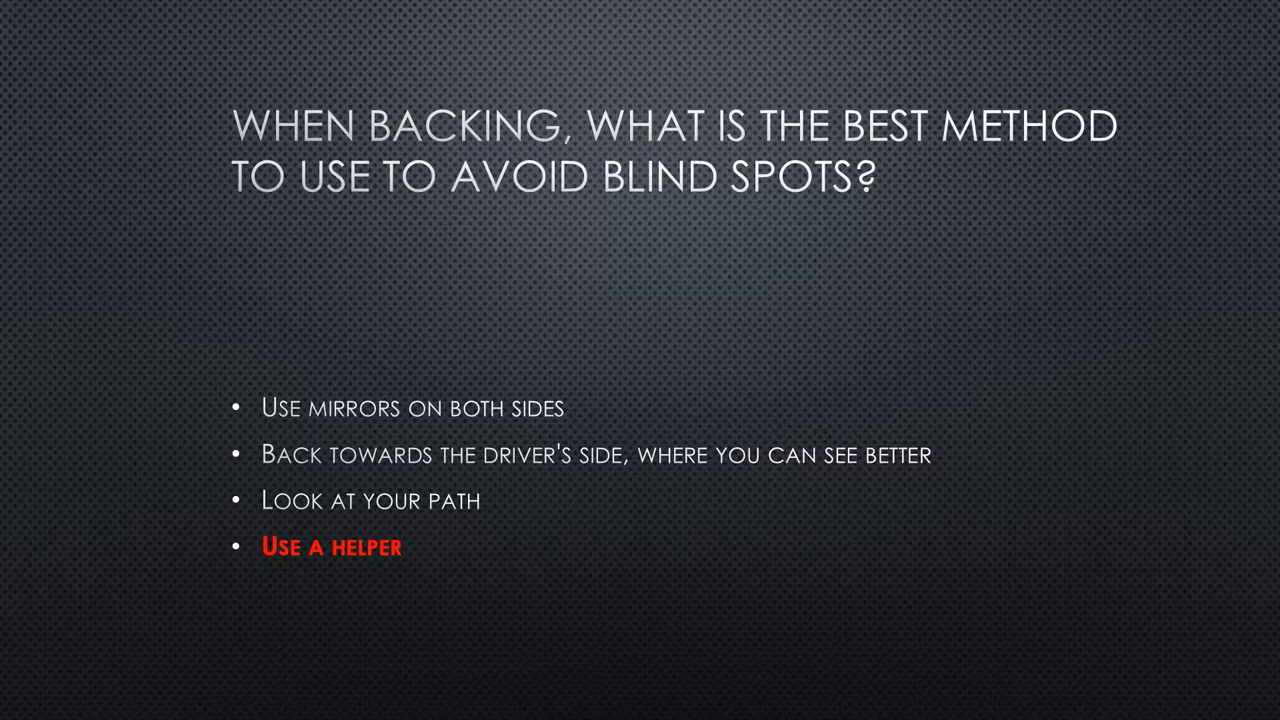 WHEN BACKING, WHAT IS THE BEST METHOD
TO USE TO AVOID BLIND SPOTS?
• USE MIRRORS ON BOTH SIDES
• BACK TOWARDS THE DRIVER'S SIDE, WHERE YOU CAN SEE BETTER
• LOOK AT YOUR PATH
• USE A HELPER